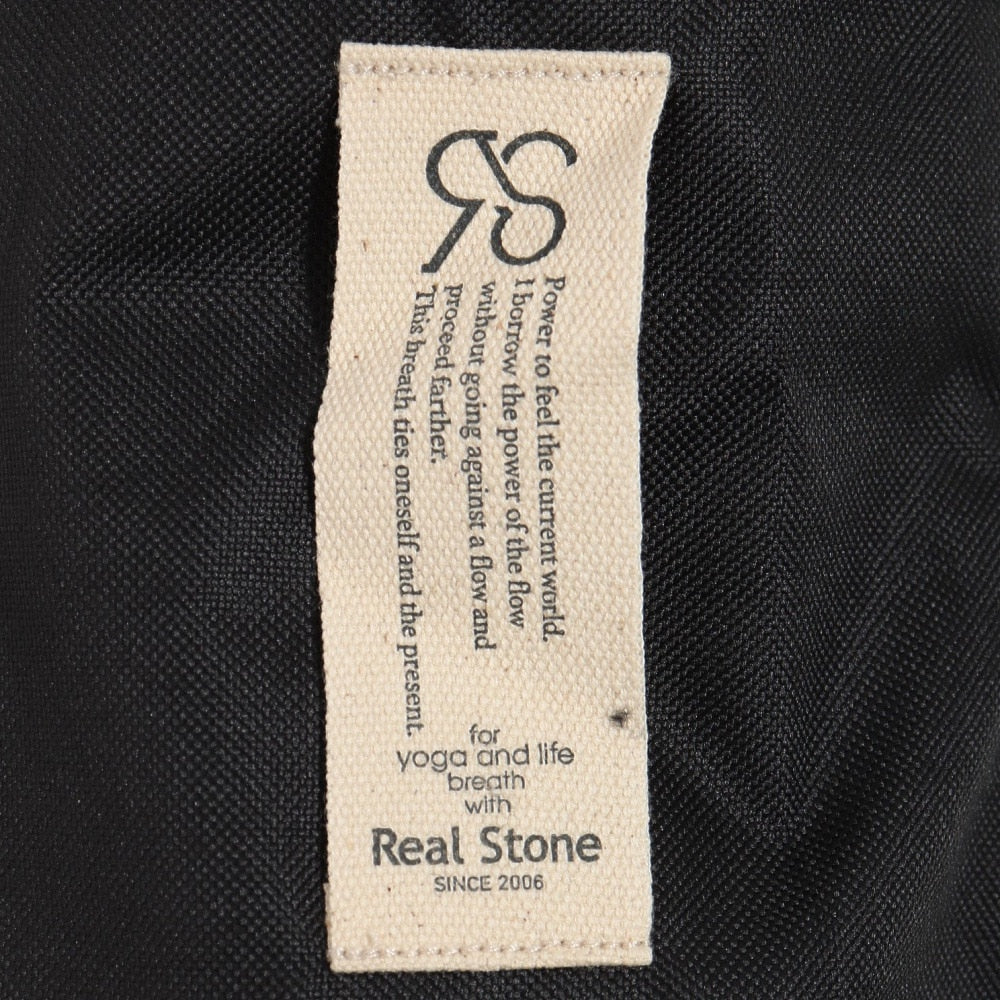 RS
Power to feel the current world.
I borrow the power of the flow
without going against a flow and
proceed farther.
This breath ties oneself and the present.
for
yoga and life
breath
with
Real Stone
SINCE 2006